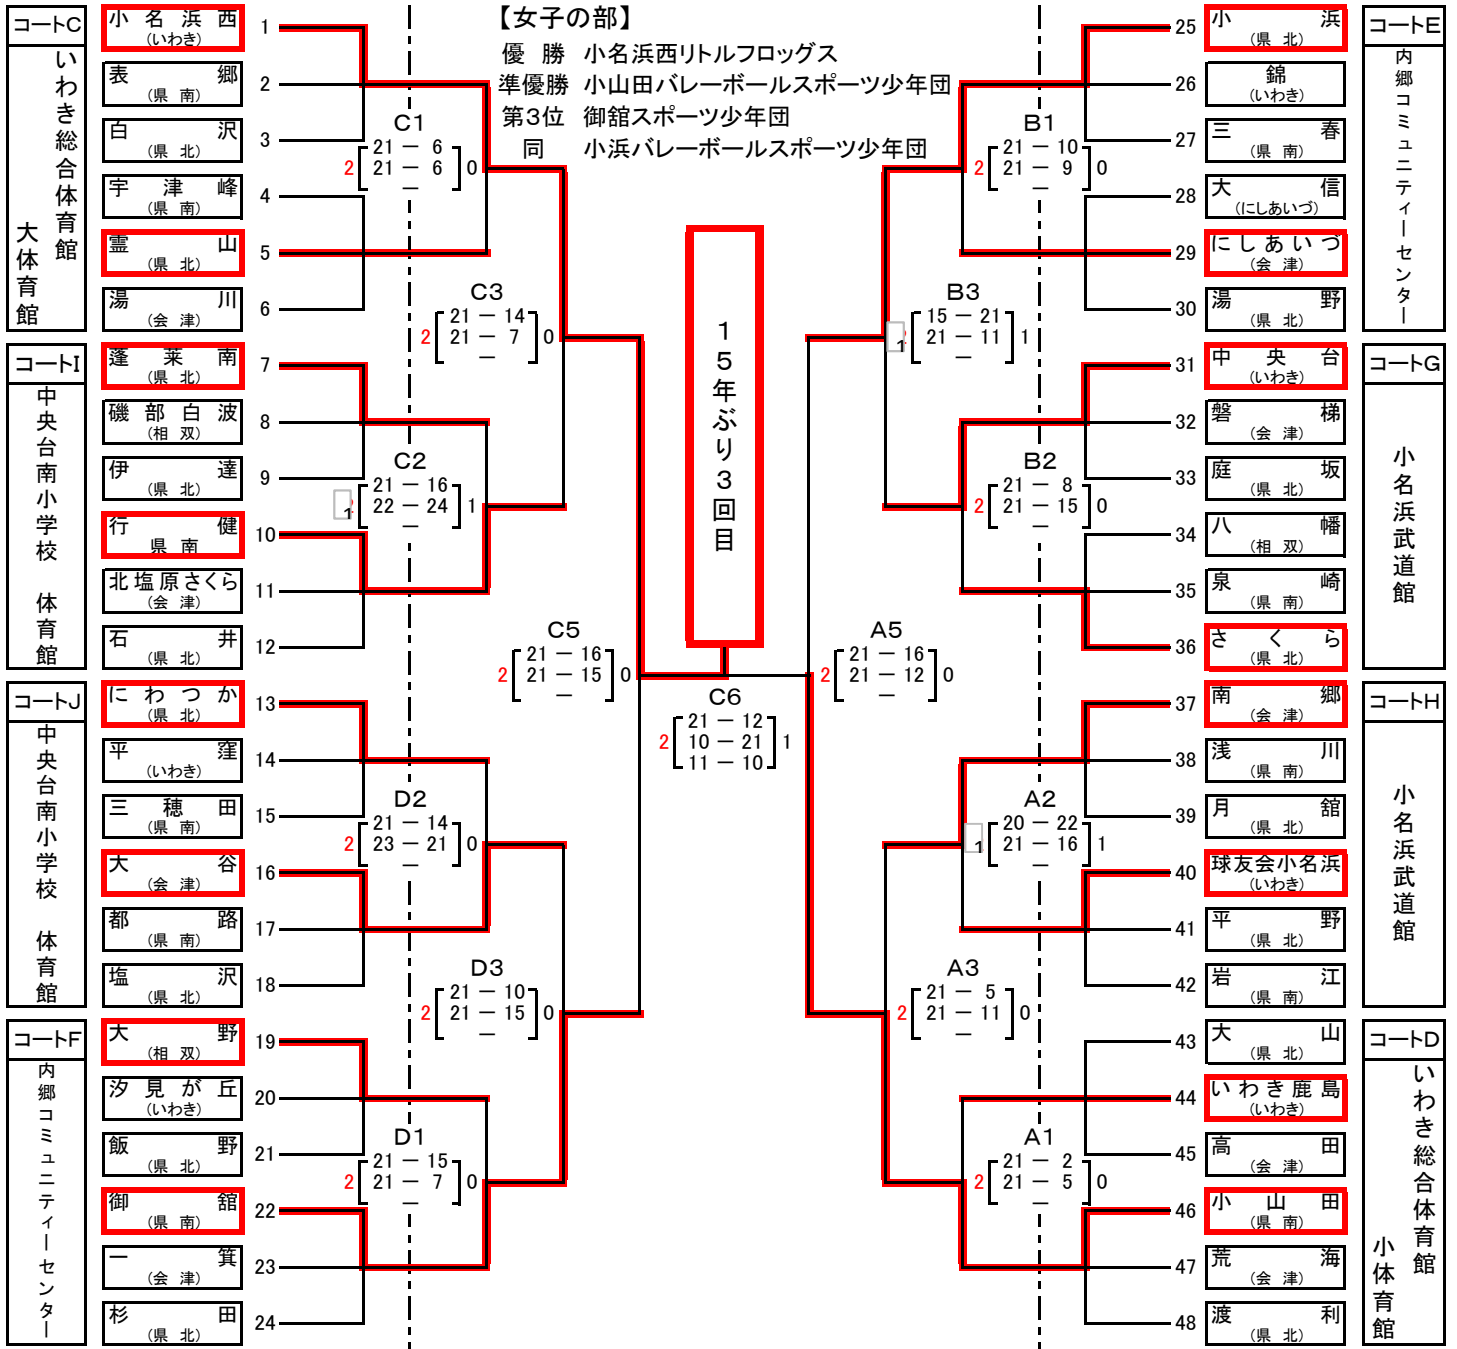 【女子の部】
優　勝　小名浜西リトルフロッグス
準優勝　小山田バレーボールスポーツ少年団
第3位　御舘スポーツ少年団
同　小浜バレーボールスポーツ少年団
15年ぶり3回目
コートC
いわき総合体育館
大体育館
小名浜西
(いわき)
1
表郷
(県 南)
2
白沢
(県 北)
3
宇津峰
(県 南)
4
霊山
(県 北)
5
湯川
(会 津)
6
コートI
中央台南小学校　体育館
蓬莱南
(県 北)
7
磯部白波
(相 双)
8
伊達
(県 北)
9
行健
県 南
10
北塩原さくら
(会 津)
11
石井
(県 北)
12
コートJ
中央台南小学校　体育館
にわつか
(県 北)
13
平窪
(いわき)
14
三穂田
(県 南)
15
大谷
(会 津)
16
都路
(県 南)
17
塩沢
(県 北)
18
コートF
内郷コミュニティーセンター
大野
(相 双)
19
汐見が丘
(いわき)
20
飯野
(県 北)
21
御舘
(県 南)
22
一箕
(会 津)
23
杉田
(県 北)
24
C1
21 － 6
2 21 － 6 0
－
C2
21 － 16
1 22 － 24 1
－
C3
21 － 14
2 21 － 7 0
－
D2
21 － 14
2 23 － 21 0
－
D1
21 － 15
2 21 － 7 0
－
D3
21 － 10
2 21 － 15 0
－
C5
21 － 16
2 21 － 15 0
－
C6
21 － 12
2 10 － 21 1
11 － 10
A5
21 － 16
2 21 － 12 0
－
B1
21 － 10
2 21 － 9 0
－
B3
15 － 21
1 21 － 11 1
－
B2
21 － 8
2 21 － 15 0
－
A2
20 － 22
1 21 － 16 1
－
A3
21 － 5
2 21 － 11 0
－
A1
21 － 2
2 21 － 5 0
－
コートE
内郷コミュニティーセンター
25
小浜
(県 北)
26
錦
(いわき)
27
三春
(県 南)
28
大信
(にしあいづ)
29
にしあいづ
(会 津)
30
湯野
(県 北)
コートG
小名浜武道館
31
中央台
(いわき)
32
磐梯
(会 津)
33
庭坂
(県 北)
34
八幡
(相 双)
35
泉崎
(県 南)
36
さくら
(県 北)
コートH
小名浜武道館
37
南郷
(会 津)
38
浅川
(県 南)
39
月舘
(県 北)
40
球友会小名浜
(いわき)
41
平野
(県 北)
42
岩江
(県 南)
コートD
いわき総合体育館
小体育館
43
大山
(県 北)
44
いわき鹿島
(いわき)
45
高田
(会 津)
46
小山田
(県 南)
47
荒海
(会 津)
48
渡利
(県 北)